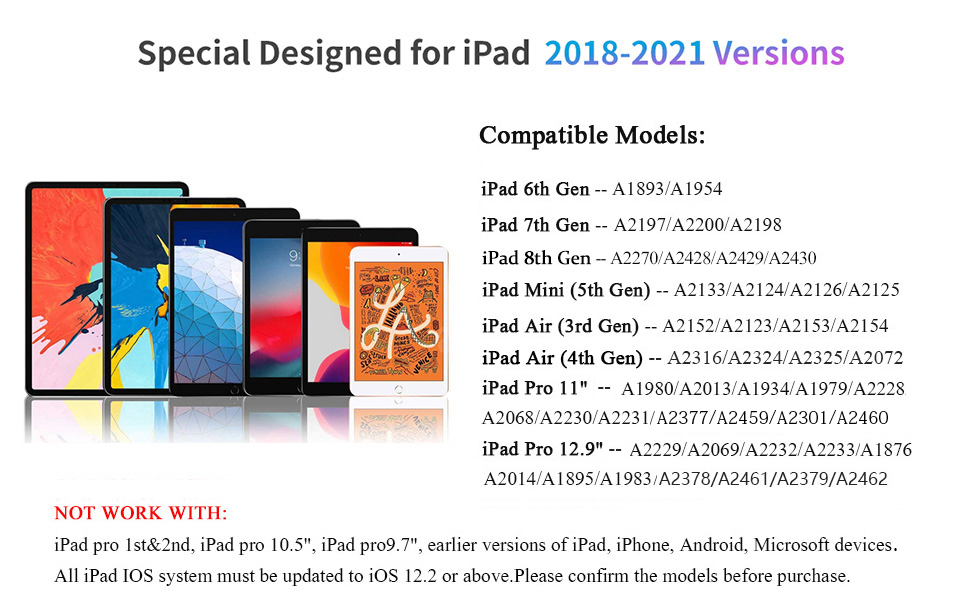 Special Designed for iPad 2018-2021 Versions
Compatible Models:
iPad 6th Gen -- A1893/A1954
iPad 7th Gen -- A2197/A2200/A2198
iPad 8th Gen -- A2270/A2428/A2429/A2430
iPad Mini (5th Gen) -- A2133/A2124/A2126/A2125
iPad Air (3rd Gen) -- A2152/A2123/A2153/A2154
iPad Air (4th Gen) -- A2316/A2324/A2325/A2072
iPad Pro 11" -- A1980/A2013/A1934/A1979/A2228
A2068/A2230/A2231/A2377/A2459/A2301/A2460
iPad Pro 12.9" -- A2229/A2069/A2232/A2233/A1876
A2014/A1895/A1983/A2378/A2461/A2379/A2462
NOT WORK WITH:
iPad pro 1st&2nd, iPad pro 10.5", iPad pro9.7", earlier versions of iPad, iPhone, Android, Microsoft devices.
All iPad IOS system must be updated to iOS 12.2 or above.Please confirm the models before purchase.